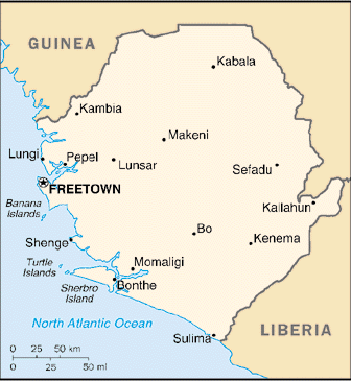 GUINEA
Kabala
Kambia
Makeni
Lungi
Pepel
Lunsar
Sefadu
FREETOWN
Banana
Islands
Kailahun
Bo
Shenge
Kenema
Turtle
Islands
Momaligi
Sherbro
Island
Bonthe
North Atlantic Ocean
Sulima
LIBERIA
0 25 50 km
0 25 50 mi